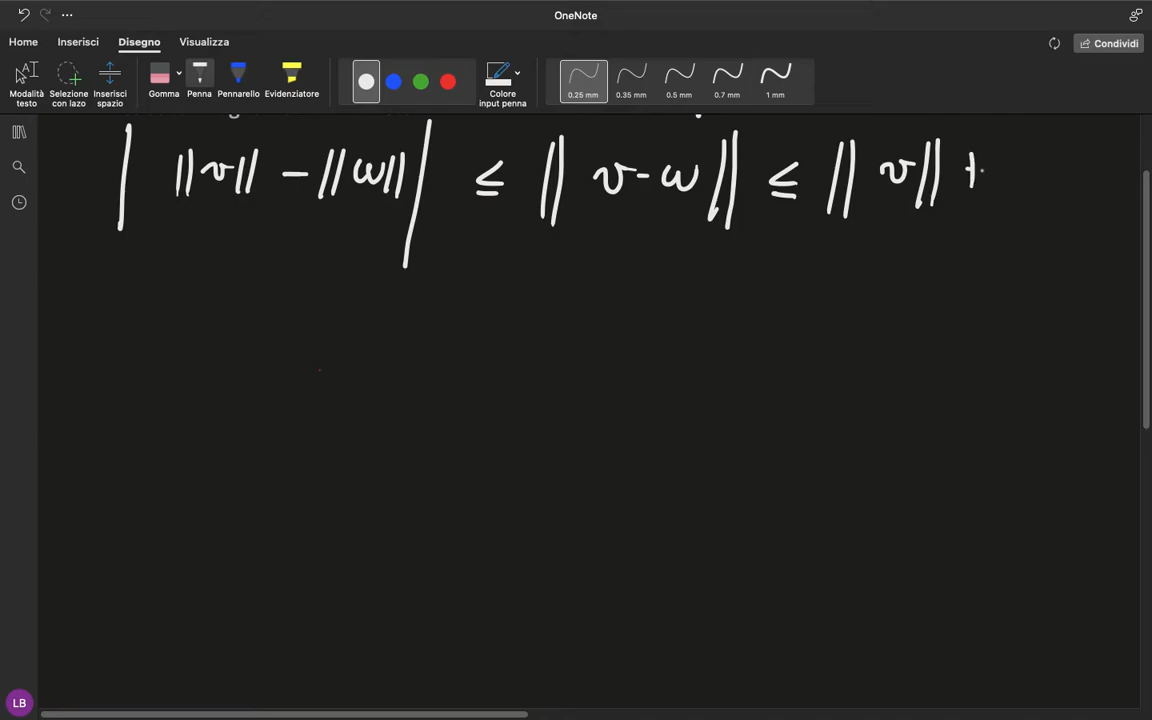 OneNote
Home Inserisci Disegno Visualizza
Condividi
Modalità testo
Selezione con lazo
Inserisci spazio
Gomma
Penna
Pennarello
Evidenziatore
Colore input penna
0.25 mm 0.35 mm 0.5 mm 0.7 mm 1 mm
| ||v|| - ||w|| | ≤ || v - w || ≤ || v || +
LB